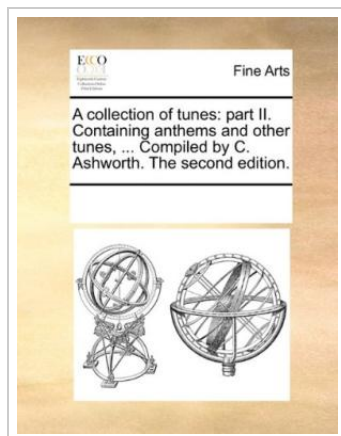 ECCO
Fine Arts
A collection of tunes: part II.
Containing anthems and other
tunes, ... Compiled by C.
Ashworth. The second edition.